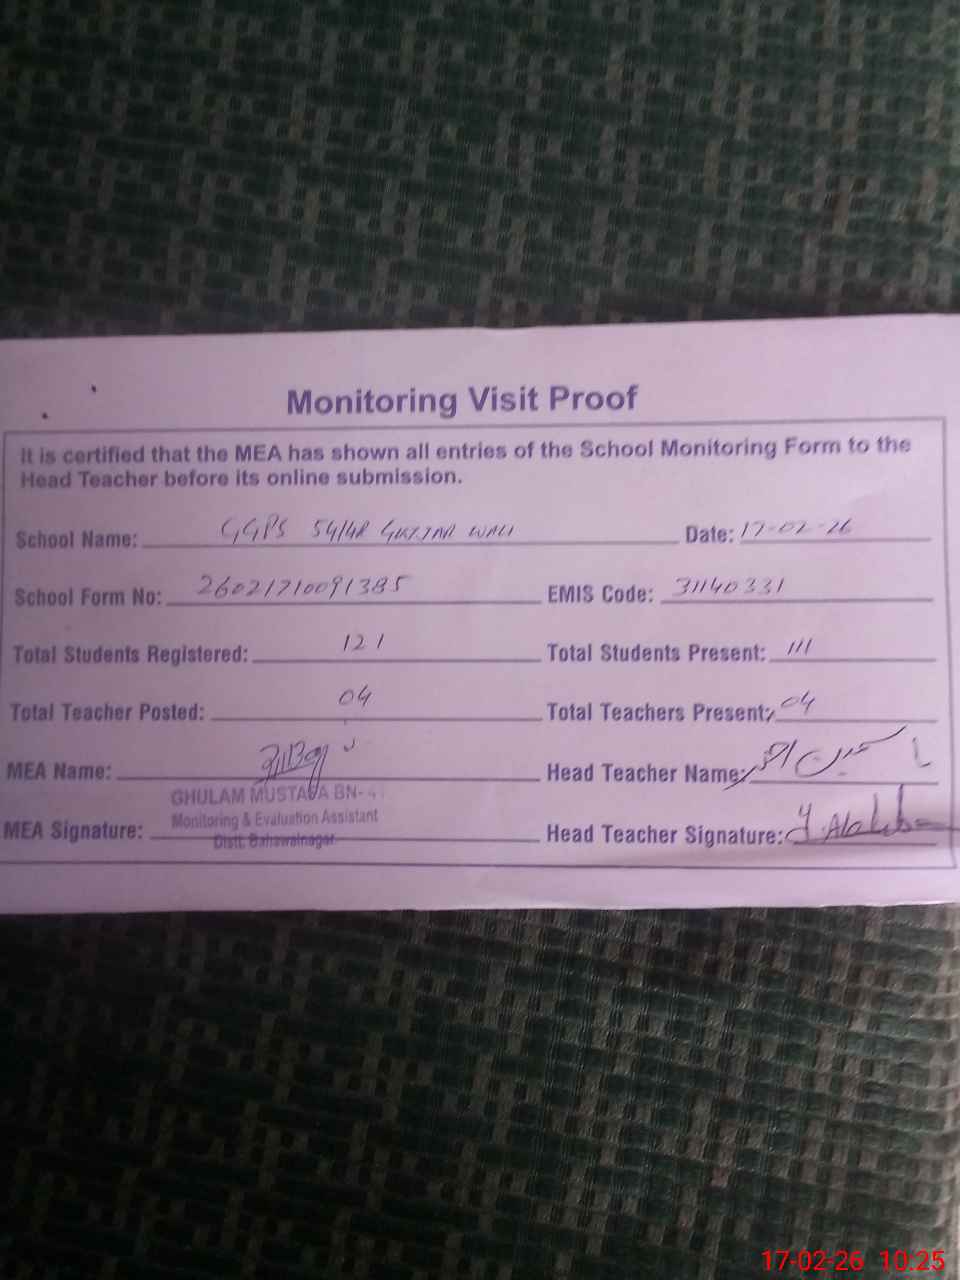 Monitoring Visit Proof
It is certified that the MEA has shown all entries of the School Monitoring Form to the
Head Teacher before its online submission.
School Name: GGPS 54/4R GUJJAR WALI Date: 17-02-26
School Form No: 26021710091385 EMIS Code: 31140331
Total Students Registered: 121 Total Students Present: 111
Total Teacher Posted: 04 Total Teachers Present: 04
MEA Name: Head Teacher Name:
GHULAM MUSTAFA BN-41
Monitoring & Evaluation Assistant
MEA Signature: Head Teacher Signature:
Distt. Bahawalnagar
17-02-26 10:25